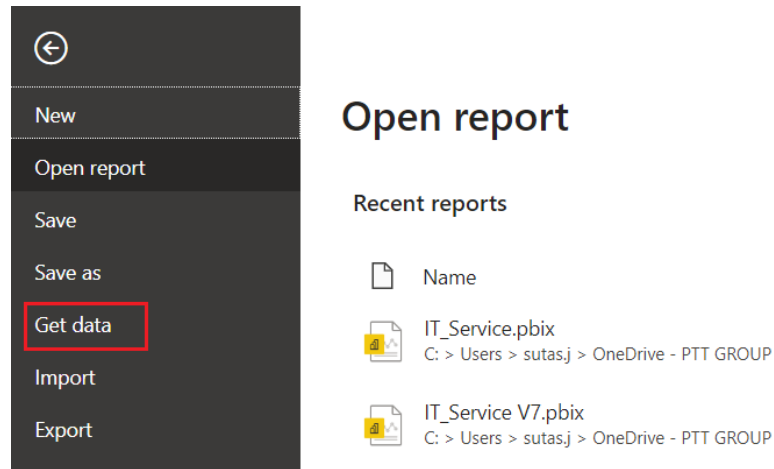 New
Open report
Save
Save as
Get data
Import
Export
Open report
Recent reports
Name
IT_Service.pbix
C: > Users > sutas.j > OneDrive - PTT GROUP
IT_Service V7.pbix
C: > Users > sutas.j > OneDrive - PTT GROUP